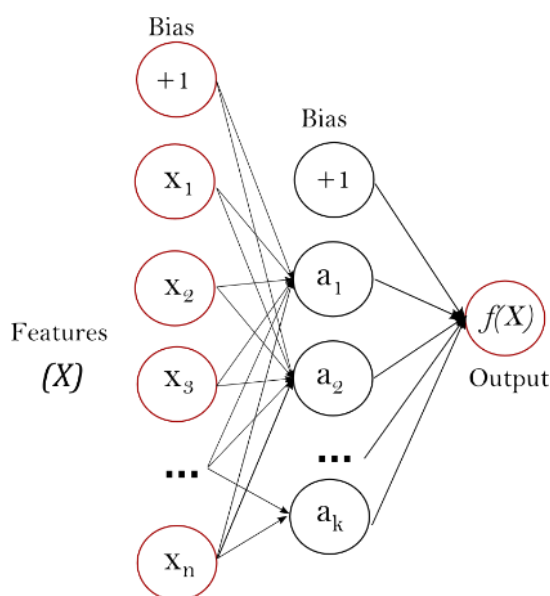 Bias
+1
Bias
x₁
+1
x₂
a₁
f(X)
Features
(X)
x₃
a₂
Output
...
...
aₖ
xₙ